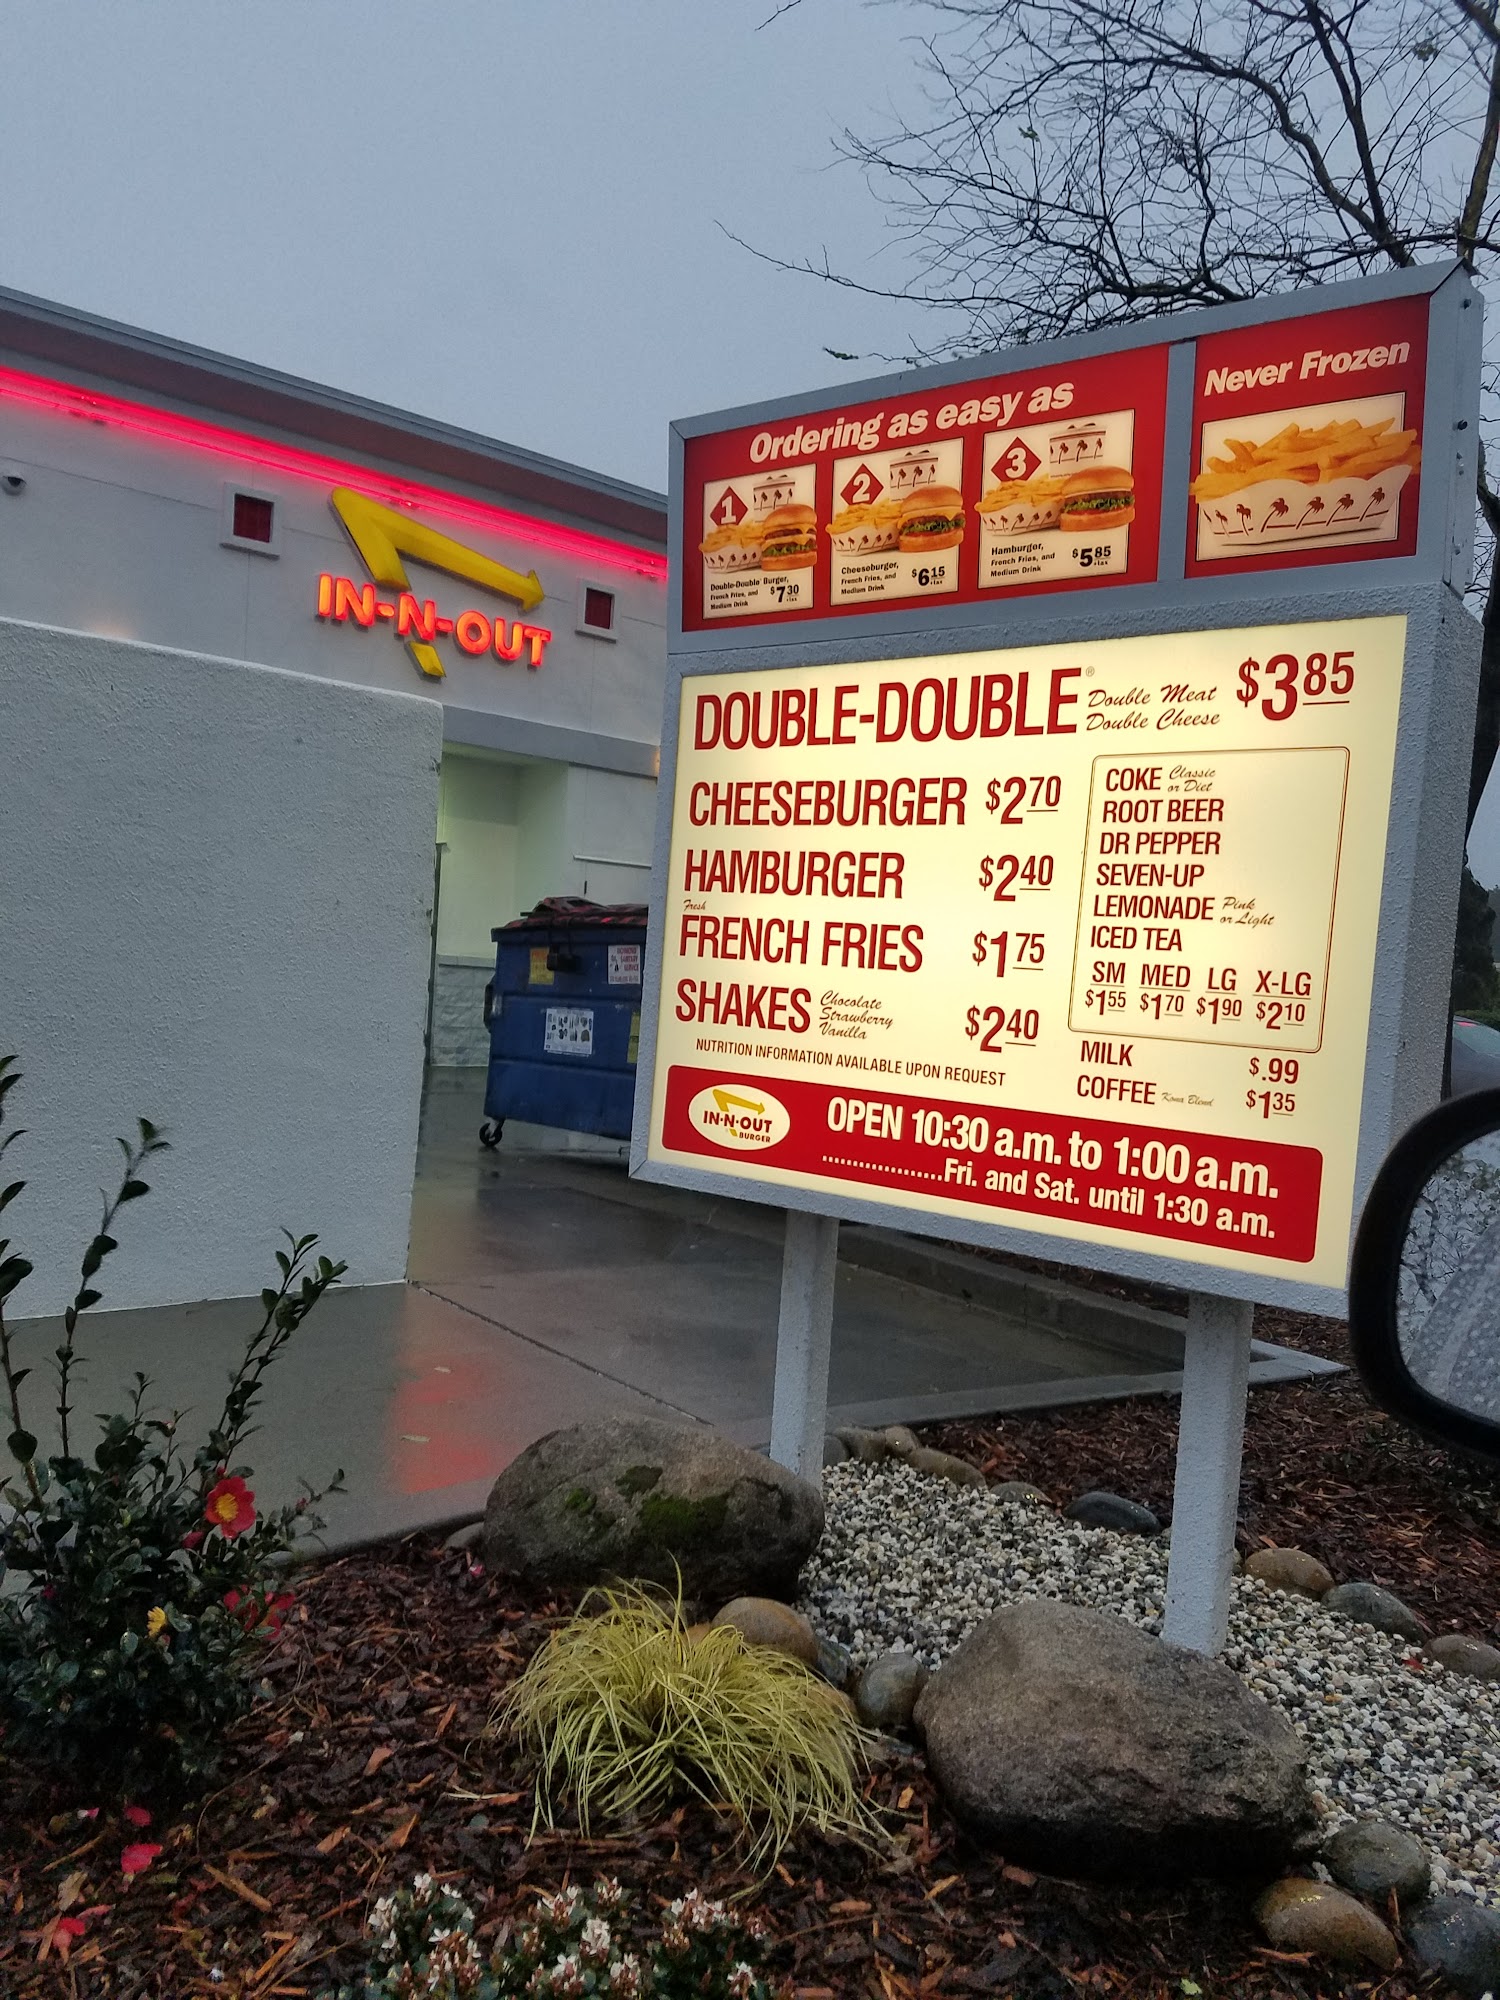 IN-N-OUT
Ordering as easy as
Never Frozen
1
Double-Double Burger,
French Fries, and
Medium Drink
$7.30
+tax
2
Cheeseburger,
French Fries, and
Medium Drink
$6.15
+tax
3
Hamburger,
French Fries, and
Medium Drink
$5.85
+tax
DOUBLE-DOUBLE® Double Meat Double Cheese $3.85
CHEESEBURGER $2.70
HAMBURGER $2.40
Fresh
FRENCH FRIES $1.75
SHAKES Chocolate Strawberry Vanilla $2.40
NUTRITION INFORMATION AVAILABLE UPON REQUEST
COKE Classic or Diet
ROOT BEER
DR PEPPER
SEVEN-UP
LEMONADE Pink or Light
ICED TEA
SM MED LG X-LG
$1.55 $1.70 $1.90 $2.10
MILK $.99
COFFEE Kona Blend $1.35
IN-N-OUT
BURGER
OPEN 10:30 a.m. to 1:00 a.m.
...................Fri. and Sat. until 1:30 a.m.